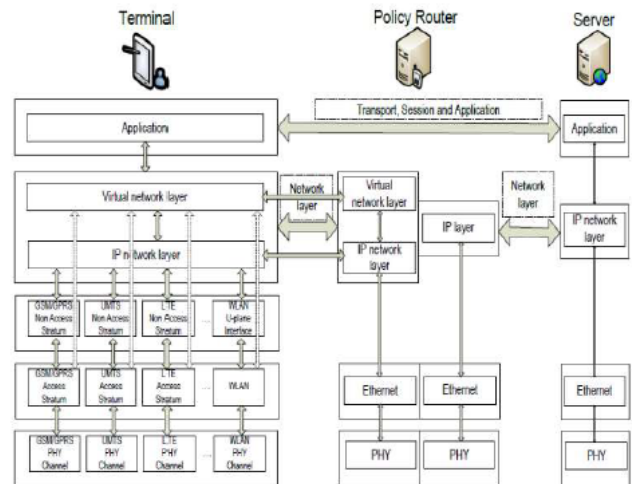 Terminal
Policy Router
Server
Transport, Session and Application
Application
Application
Virtual network layer
Network
layer
Virtual
network layer
IP layer
Network
layer
IP network
layer
IP network layer
IP network
layer
GSM/GPRS
Non Access
Stratum
UMTS
Non Access
Stratum
LTE
Non Access
Stratum
...
WLAN
U-plane
Interface
GSM/GPRS
Access
Stratum
UMTS
Access
Stratum
LTE
Access
Stratum
...
WLAN
Ethernet
Ethernet
Ethernet
GSM/GPRS
PHY
Channel
UMTS
PHY
Channel
LTE
PHY
Channel
...
WLAN
PHY
Channel
PHY
PHY
PHY